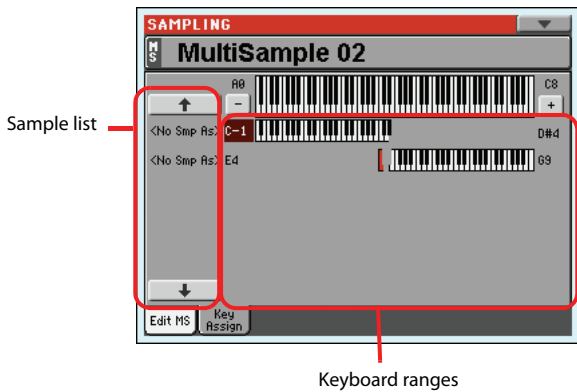 SAMPLING
MS MultiSample 02
A0 C8
- +
Sample list
<No Smp As> C-1 D#4
<No Smp As> E4 G9
Edit MS Key Assign
Keyboard ranges